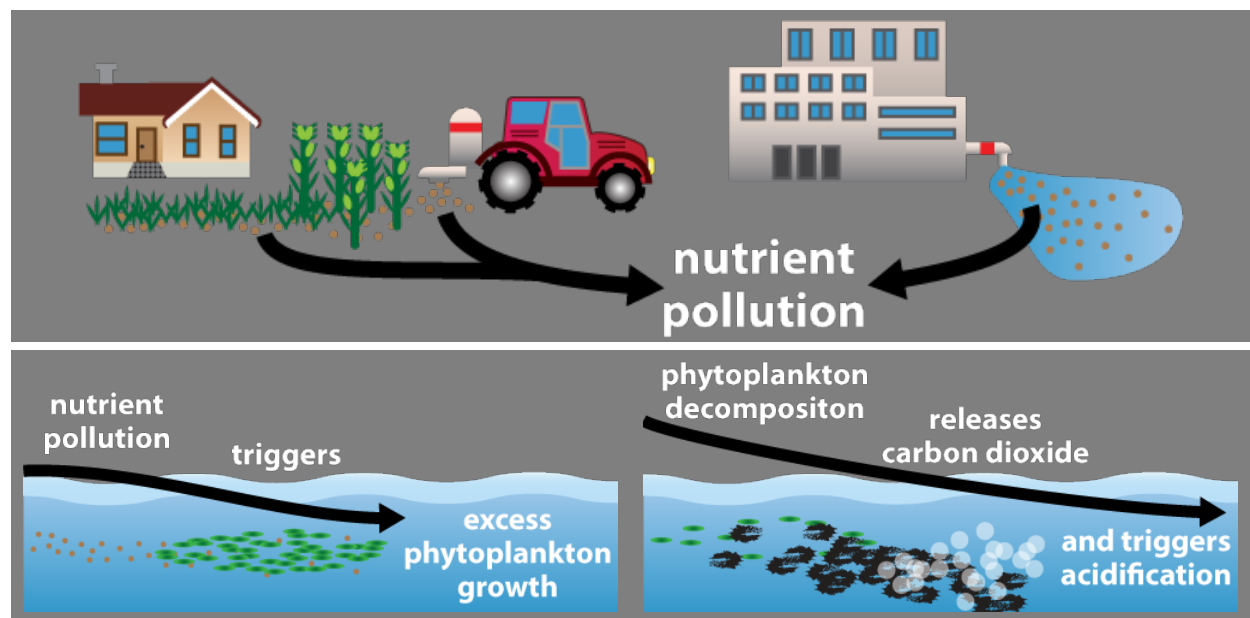 nutrient
pollution
nutrient
pollution
triggers
excess
phytoplankton
growth
phytoplankton
decompositon
releases
carbon dioxide
and triggers
acidification